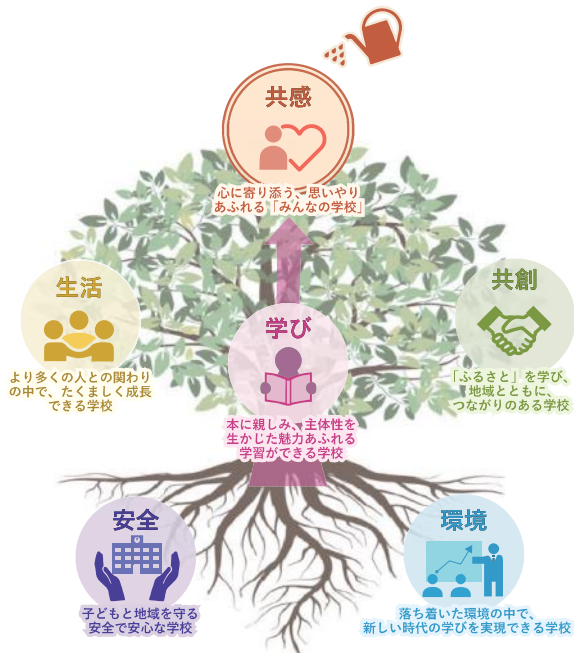 共感
心に寄り添う、思いやり
あふれる「みんなの学校」
生活
より多くの人との関わり
の中で、たくましく成長
できる学校
共創
「ふるさと」を学び、
地域とともに、
つながりのある学校
学び
本に親しみ、主体性を
生かじた魅力あふれる
学習ができる学校
安全
子どもと地域を守る
安全で安心な学校
環境
落ち着いた環境の中で、
新しい時代の学びを実現できる学校